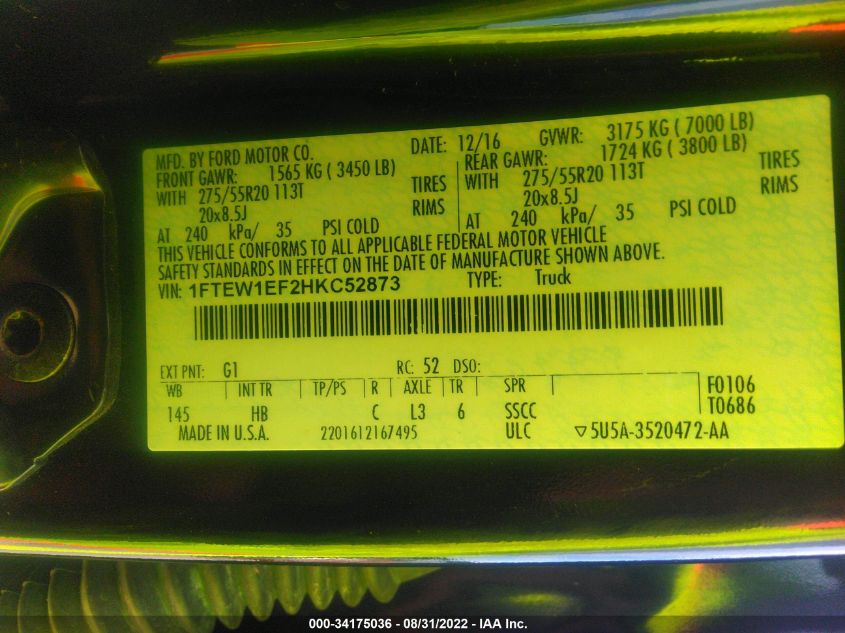 MFD. BY FORD MOTOR CO. DATE: 12/16 GVWR: 3175 KG ( 7000 LB)
FRONT GAWR: 1565 KG ( 3450 LB) REAR GAWR: 1724 KG ( 3800 LB)
WITH 275/55R20 113T TIRES WITH 275/55R20 113T TIRES
20x8.5J RIMS 20x8.5J RIMS
AT 240 kPa/ 35 PSI COLD AT 240 kPa/ 35 PSI COLD
THIS VEHICLE CONFORMS TO ALL APPLICABLE FEDERAL MOTOR VEHICLE
SAFETY STANDARDS IN EFFECT ON THE DATE OF MANUFACTURE SHOWN ABOVE.
VIN: 1FTEW1EF2HKC52873 TYPE: Truck
EXT PNT: G1 RC: 52 DSO:
WB INT TR TP/PS R AXLE TR SPR F0106
145 HB C L3 6 SSCC T0686
MADE IN U.S.A. 2201612167495 ULC ▽5U5A-3520472-AA
000-34175036 - 08/31/2022 - IAA Inc.